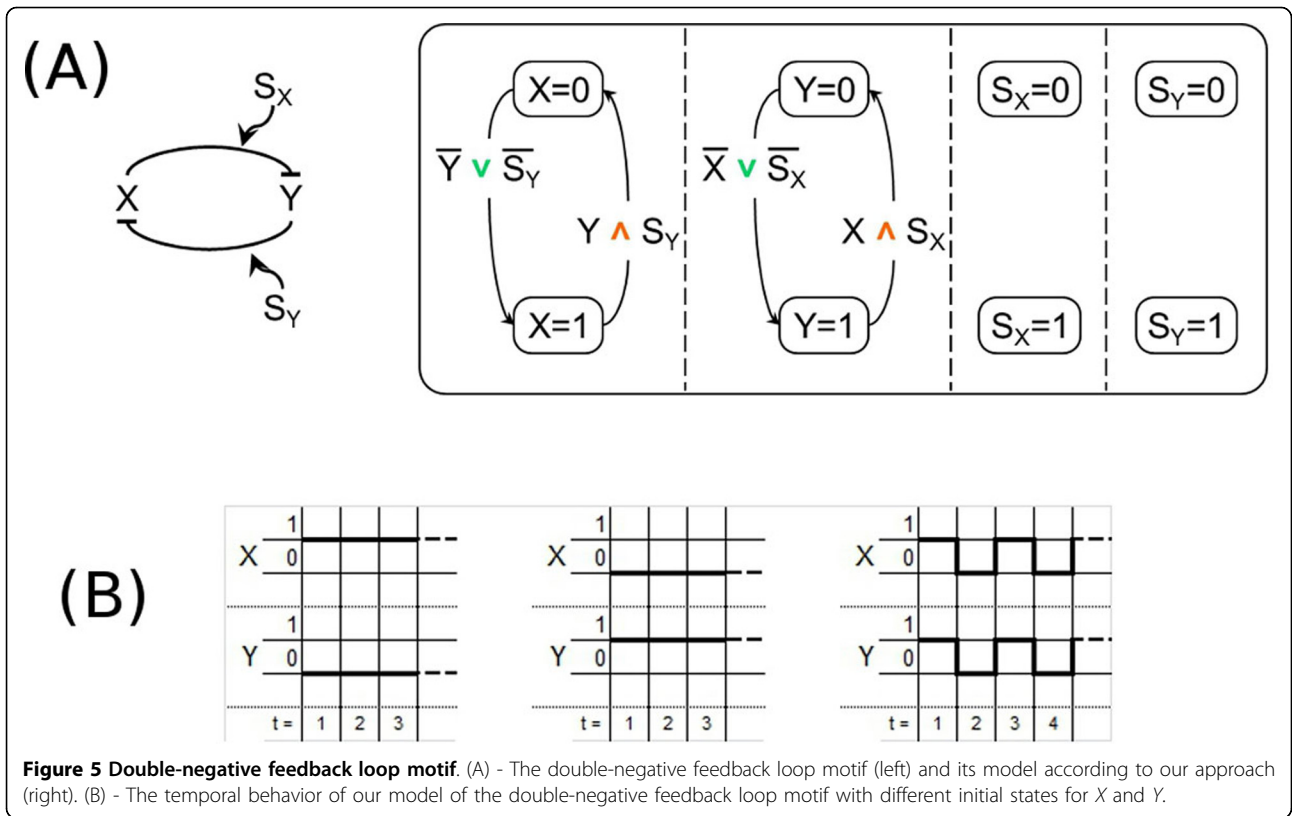 (A)
S_X
X Y
S_Y
X=0 Y=0 S_X=0 S_Y=0
Y̅ ∨ S̅_Y̅ X̅ ∨ S̅_X̅
Y ∧ S_Y X ∧ S_X
X=1 Y=1 S_X=1 S_Y=1
(B)
1 1 1
X 0 X 0 X 0
1 1 1
Y 0 Y 0 Y 0
t = 1 2 3 t = 1 2 3 t = 1 2 3 4
Figure 5 Double-negative feedback loop motif. (A) - The double-negative feedback loop motif (left) and its model according to our approach
(right). (B) - The temporal behavior of our model of the double-negative feedback loop motif with different initial states for X and Y.